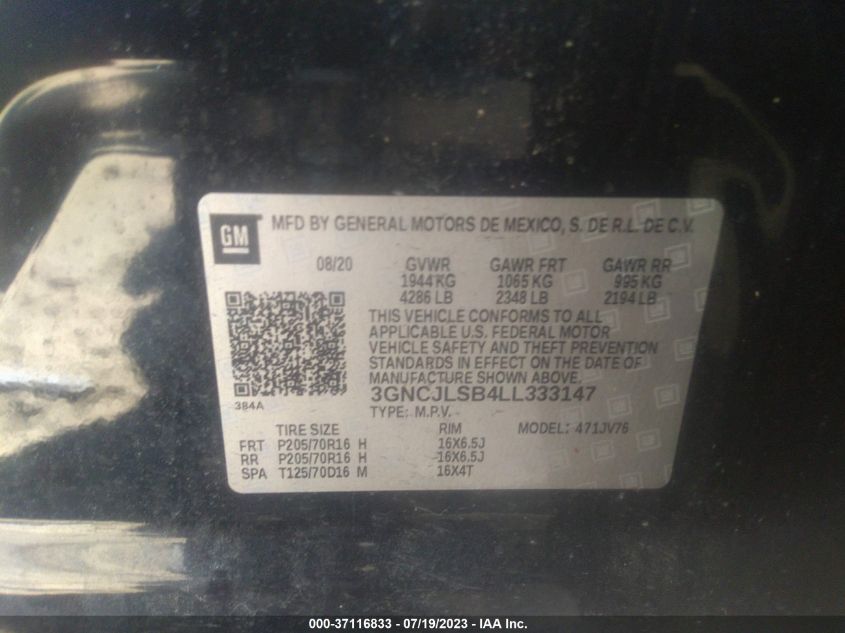 GM MFD BY GENERAL MOTORS DE MEXICO, S. DE R.L. DE C.V.
08/20 GVWR GAWR FRT GAWR RR
1944 KG 1065 KG 995 KG
4286 LB 2348 LB 2194 LB
THIS VEHICLE CONFORMS TO ALL
APPLICABLE U.S. FEDERAL MOTOR
VEHICLE SAFETY AND THEFT PREVENTION
STANDARDS IN EFFECT ON THE DATE OF
MANUFACTURE SHOWN ABOVE.
384A 3GNCJLSB4LL333147
TYPE: M.P.V.
TIRE SIZE RIM MODEL: 471JV76
FRT P205/70R16 H 16X6.5J
RR P205/70R16 H 16X6.5J
SPA T125/70D16 M 16X4T
000-37116833 - 07/19/2023 - IAA Inc.